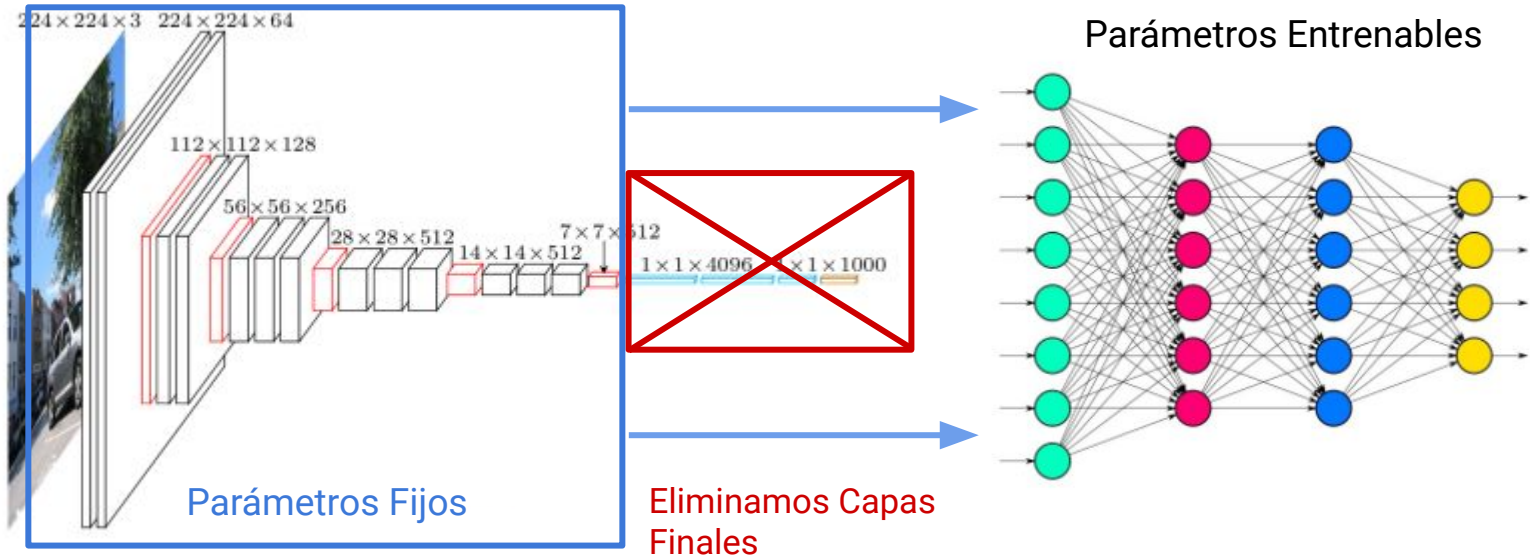 224 × 224 × 3
224 × 224 × 64
Parámetros Entrenables
112 × 112 × 128
56 × 56 × 256
28 × 28 × 512
14 × 14 × 512
7 × 7 × 512
1 × 1 × 4096
1 × 1 × 1000
Parámetros Fijos
Eliminamos Capas
Finales